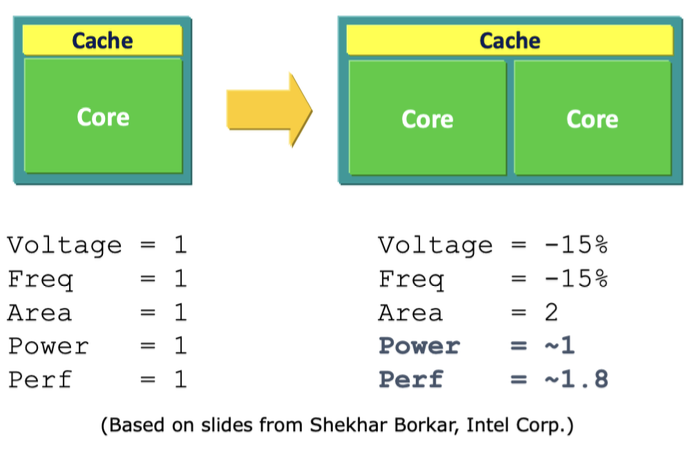 Cache
Core
Cache
Core Core
Voltage = 1
Freq = 1
Area = 1
Power = 1
Perf = 1
Voltage = -15%
Freq = -15%
Area = 2
Power = ~1
Perf = ~1.8
(Based on slides from Shekhar Borkar, Intel Corp.)